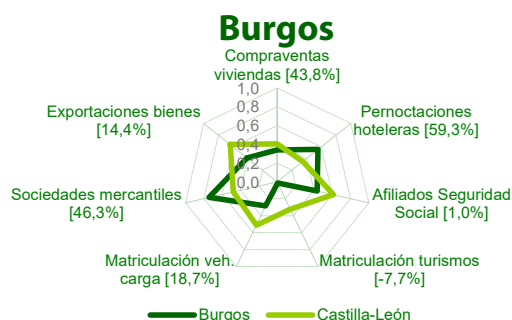 Burgos
Compraventas
viviendas [43,8%]
1,0
0,8
0,6
0,4
0,2
0,0
Pernoctaciones
hoteleras [59,3%]
Afiliados Seguridad
Social [1,0%]
Matriculación turismos
[-7,7%]
Matriculación veh.
carga [18,7%]
Sociedades mercantiles
[46,3%]
Exportaciones bienes
[14,4%]
Burgos
Castilla-León